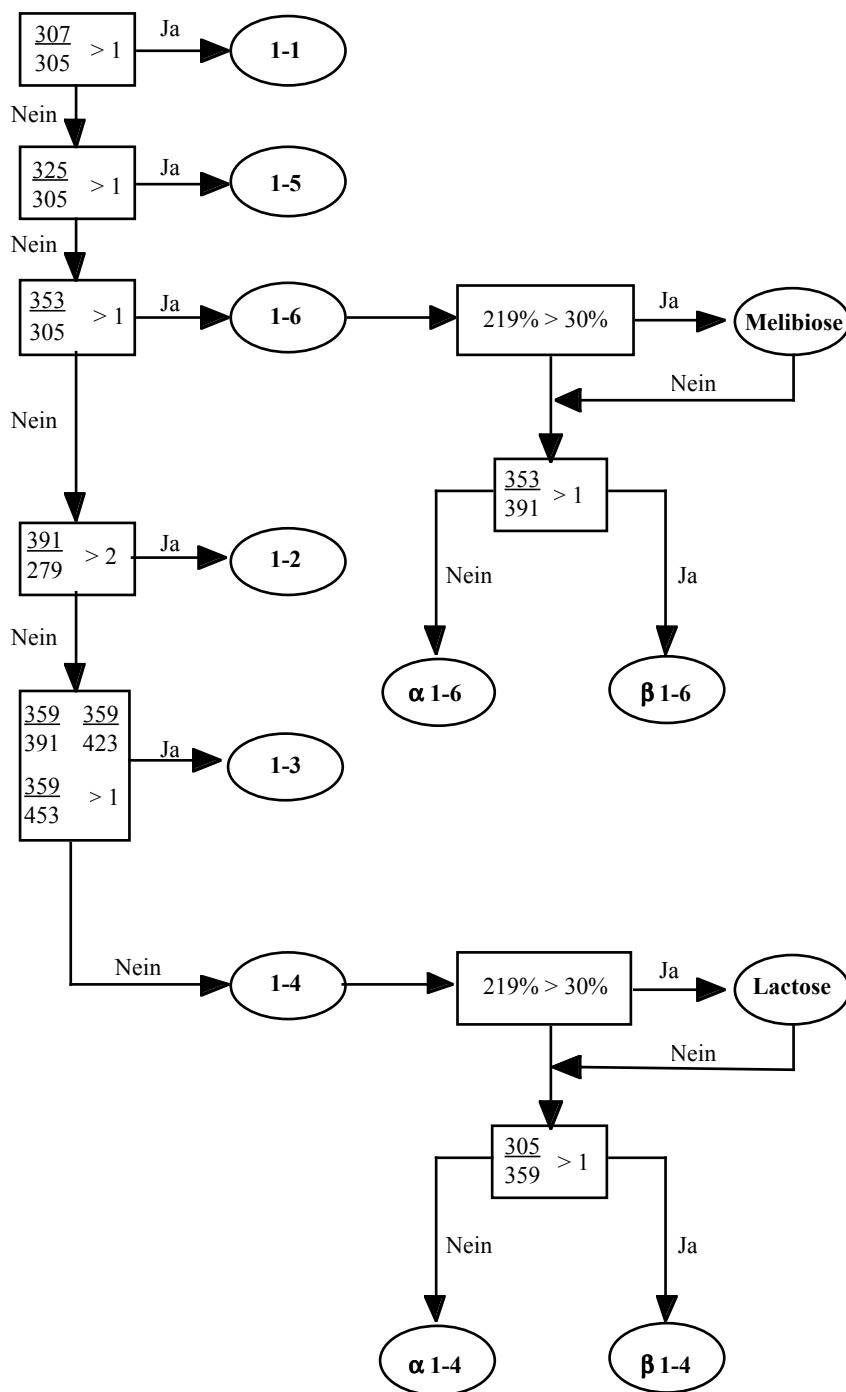 307
305 > 1
Ja
1-1
Nein
325
305 > 1
Ja
1-5
Nein
353
305 > 1
Ja
1-6
219% > 30%
Ja
Melibiose
Nein
Nein
353
391 > 1
391
279 > 2
Ja
1-2
Nein
Ja
Nein
α 1-6
β 1-6
359 359
391 423
359
453 > 1
Ja
1-3
Nein
1-4
219% > 30%
Ja
Lactose
Nein
305
359 > 1
Nein
Ja
α 1-4
β 1-4